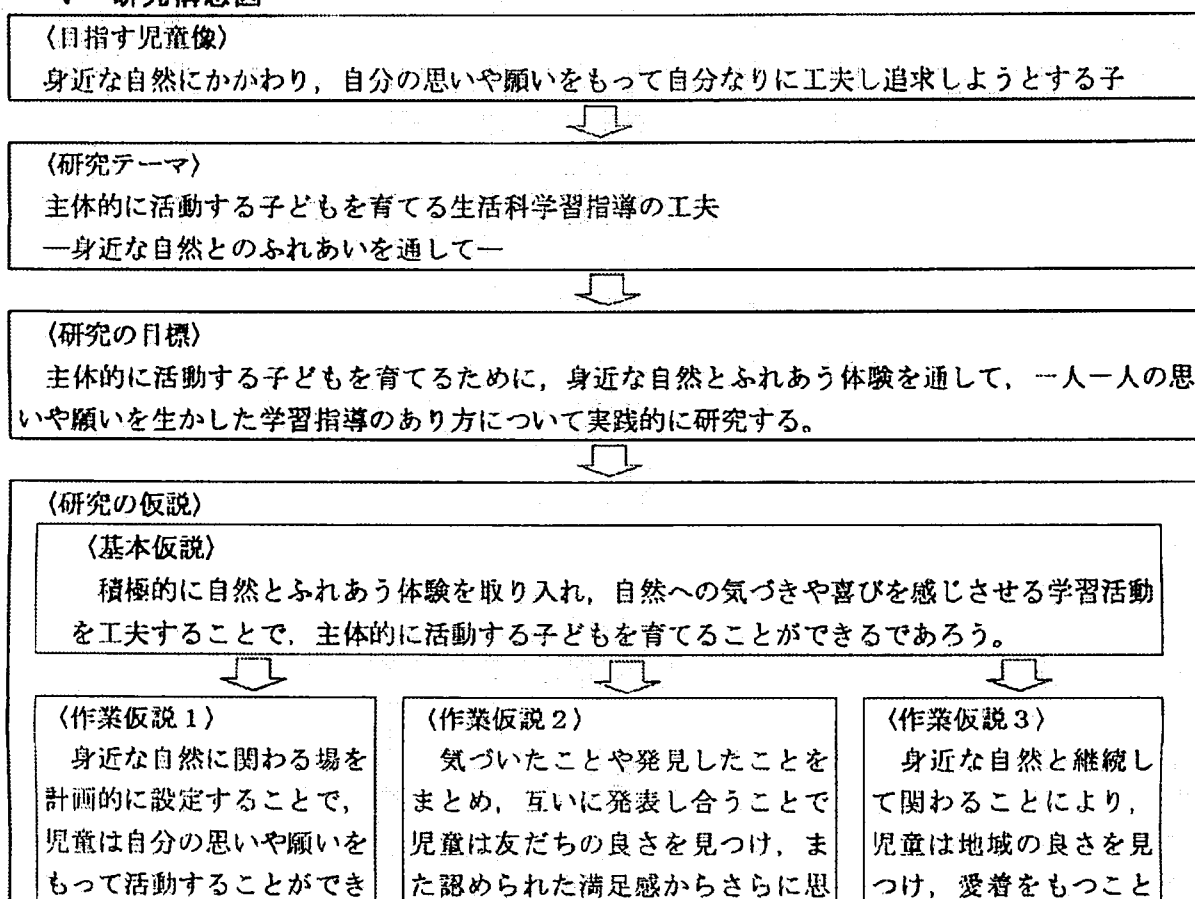 研究構想図
〈目指す児童像〉
身近な自然にかかわり，自分の思いや願いをもって自分なりに工夫し追求しようとする子
〈研究テーマ〉
主体的に活動する子どもを育てる生活科学習指導の工夫
―身近な自然とのふれあいを通して―
〈研究の目標〉
主体的に活動する子どもを育てるために，身近な自然とふれあう体験を通して，一人一人の思
いや願いを生かした学習指導のあり方について実践的に研究する。
〈研究の仮説〉
〈基本仮説〉
積極的に自然とふれあう体験を取り入れ，自然への気づきや喜びを感じさせる学習活動
を工夫することで，主体的に活動する子どもを育てることができるであろう。
〈作業仮説１〉
身近な自然に関わる場を
計画的に設定することで，
児童は自分の思いや願いを
もって活動することができ
〈作業仮説２〉
気づいたことや発見したことを
まとめ，互いに発表し合うことで
児童は友だちの良さを見つけ，ま
た認められた満足感からさらに思
〈作業仮説３〉
身近な自然と継続し
て関わることにより，
児童は地域の良さを見
つけ，愛着をもつこと